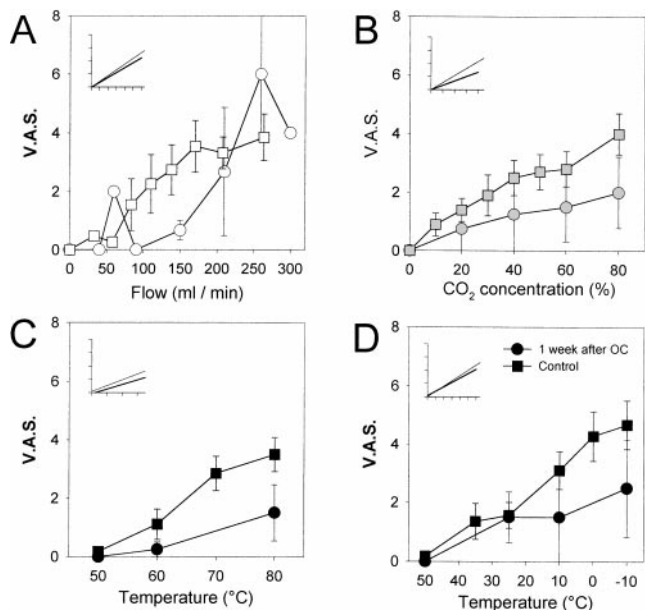 A
V.A.S.
8
6
4
2
0
0 50 100 150 200 250 300
Flow (ml / min)
B
8
6
4
2
0
0 20 40 60 80
CO2 concentration (%)
C
V.A.S.
8
6
4
2
0
50 60 70 80
Temperature (°C)
D
1 week after OC
Control
V.A.S.
8
6
4
2
0
50 40 30 20 10 0 -10
Temperature (°C)